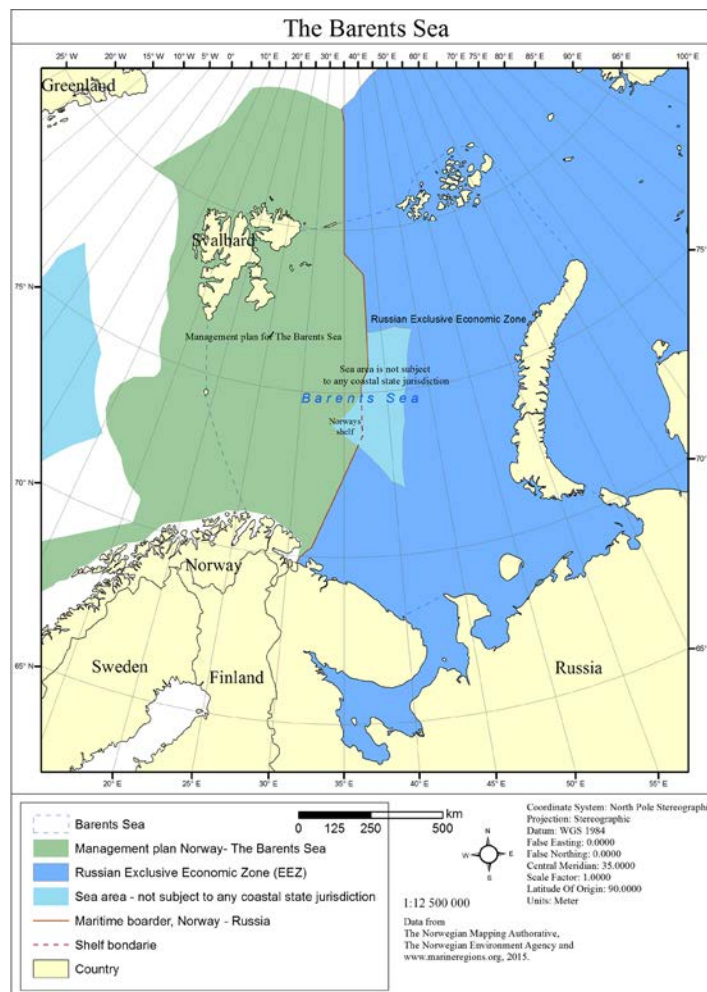 The Barents Sea
25° W 20° W 15° W 10° W 5° W 0° 5° E 10° E 15° E 20° E 25° E 30° E 35° E 40° E 45° E 50° E 55° E 60° E 65° E 70° E 75° E 80° E 85° E 90° E 95° E 100° E
Greenland
Svalbard
75° N
75° N
Russian Exclusive Economic Zone
Management plan for The Barents Sea
Sea area is not subject
to any coastal state jurisdiction
Barents Sea
Norways
shelf
70° N
70° N
Norway
65° N
65° N
Sweden
Finland
Russia
20° E 25° E 30° E 35° E 40° E 45° E 50° E 55° E
Barents Sea
Management plan Norway- The Barents Sea
Russian Exclusive Economic Zone (EEZ)
Sea area - not subject to any coastal state jurisdiction
Maritime boarder, Norway - Russia
Shelf bondarie
Country
km
0 125 250 500
N
W E
S
1:12 500 000
Data from
The Norwegian Mapping Authorative,
The Norwegian Environment Agency and
www.marineregions.org, 2015.
Coordinate System: North Pole Stereographic
Projection: Stereographic
Datum: WGS 1984
False Easting: 0.0000
False Northing: 0.0000
Central Meridian: 35.0000
Scale Factor: 1.0000
Latitude Of Origin: 90.0000
Units: Meter